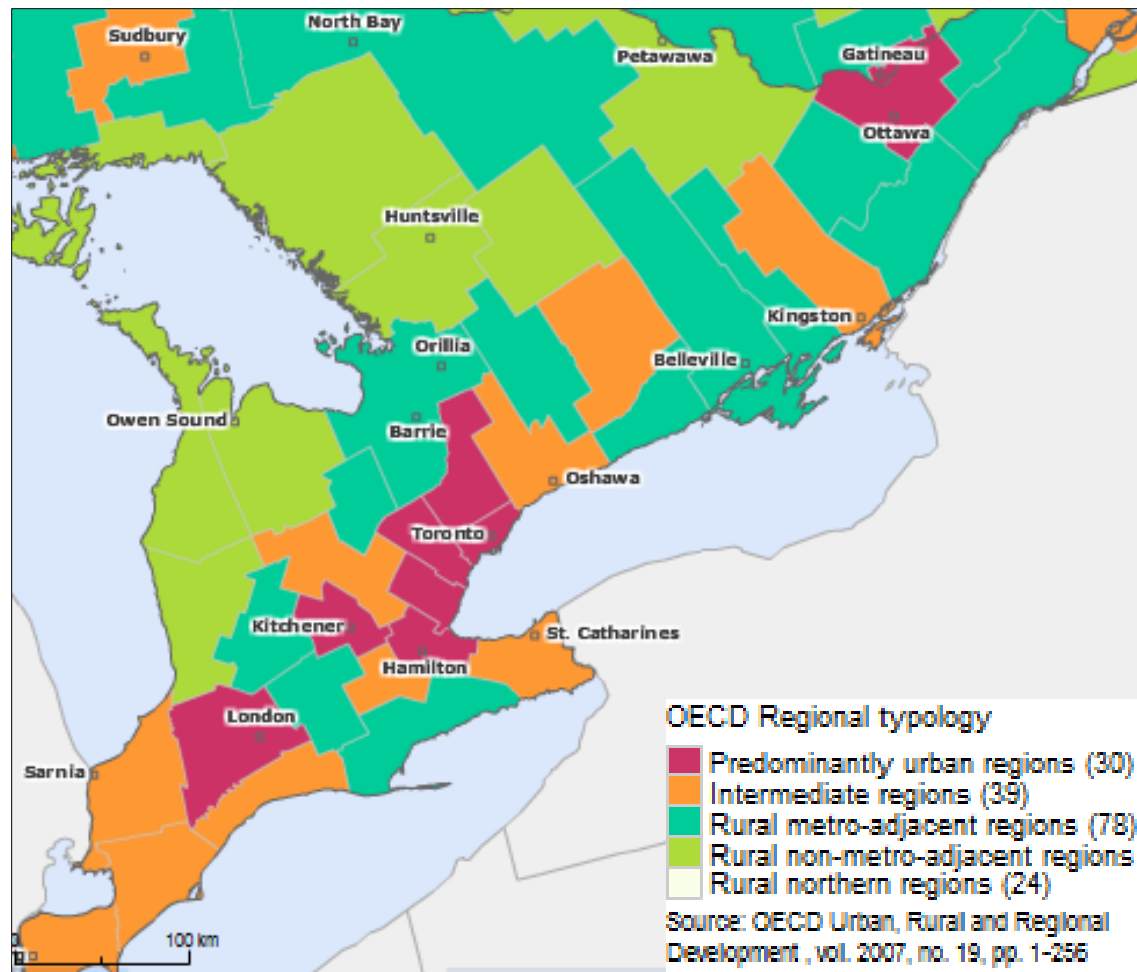 Sudbury
North Bay
Petawawa
Gatineau
Ottawa
Huntsville
Kingston
Orillia
Belleville
Owen Sound
Barrie
Oshawa
Toronto
Kitchener
St. Catharines
Hamilton
London
Sarnia
0
100 km
OECD Regional typology
Predominantly urban regions (30)
Intermediate regions (39)
Rural metro-adjacent regions (78)
Rural non-metro-adjacent regions
Rural northern regions (24)
Source: OECD Urban, Rural and Regional
Development , vol. 2007, no. 19, pp. 1-256